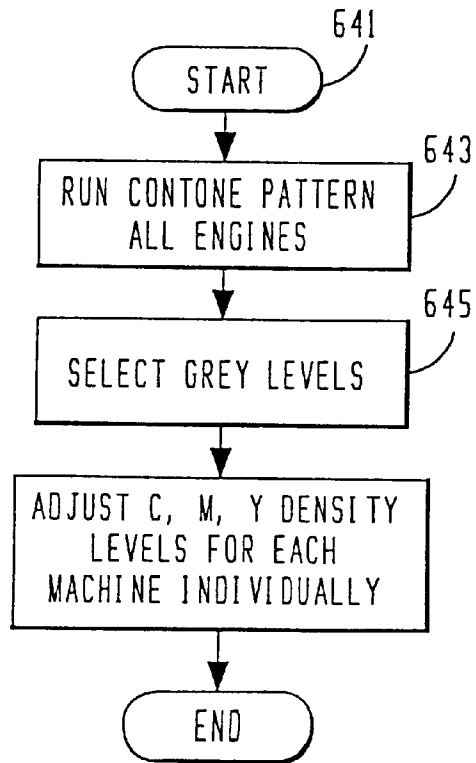 641
START
643
RUN CONTONE PATTERN
ALL ENGINES
645
SELECT GREY LEVELS
ADJUST C, M, Y DENSITY
LEVELS FOR EACH
MACHINE INDIVIDUALLY
END